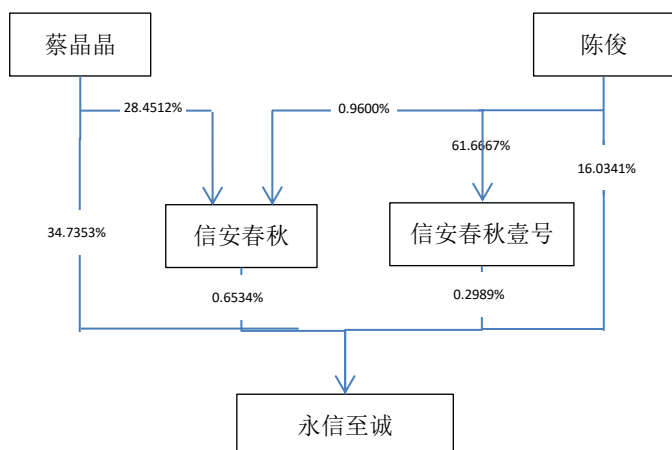 蔡晶晶
陈俊
28.4512%
0.9600%
61.6667%
16.0341%
34.7353%
信安春秋
信安春秋壹号
0.6534%
0.2989%
永信至诚